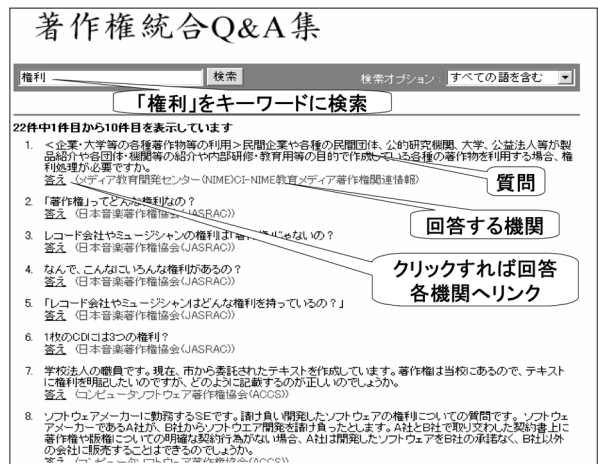 著作権統合Q&A集
権利 検索 検索オプション: すべての語を含む
「権利」をキーワードに検索
22件中1件目から10件目を表示しています
1. <企業・大学等の各種著作物等の利用>民間企業や各種の民間団体、公的研究機関、大学、公益法人等が製
品紹介や各団体・機関等の紹介や内部研修・教育用等の目的で作成している各種の著作物を利用する場合、権
利処理が必要ですか。
質問
答え (メディア教育開発センター(NIME)CI-NIME教育メディア著作権関連情報)
2. 「著作権」ってどんな権利なの?
答え (日本音楽著作権協会(JASRAC))
回答する機関
3. レコード会社やミュージシャンの権利は「著作権」じゃないの?
答え (日本音楽著作権協会(JASRAC))
クリックすれば回答
各機関へリンク
4. なんで、こんなにいろんな権利があるの?
答え (日本音楽著作権協会(JASRAC))
5. 「レコード会社やミュージシャンはどんな権利を持っているの?」
答え (日本音楽著作権協会(JASRAC))
6. 1枚のCDには3つの権利?
答え (日本音楽著作権協会(JASRAC))
7. 学校法人の職員です。現在、市から委託されたテキストを作成しています。著作権は当校にあるので、テキスト
に権利を明記したいのですが、どのように記載するのが正しいのでしょうか。
答え (コンピュータソフトウェア著作権協会(ACCS))
8. ソフトウェアメーカーに勤務するSEです。請け負い開発したソフトウェアの権利についての質問です。 ソフトウェ
アメーカーであるA社が、B社からソフトウエア開発を請け負ったとします。A社とB社で取り交わした契約書上に
著作権や版権についての明確な契約行為がない場合、A社は開発したソフトウェアをB社の承諾なく、B社以外
の会社に販売することはできるのでしょうか。
答え (コンピュータソフトウェア著作権協会(ACCS))